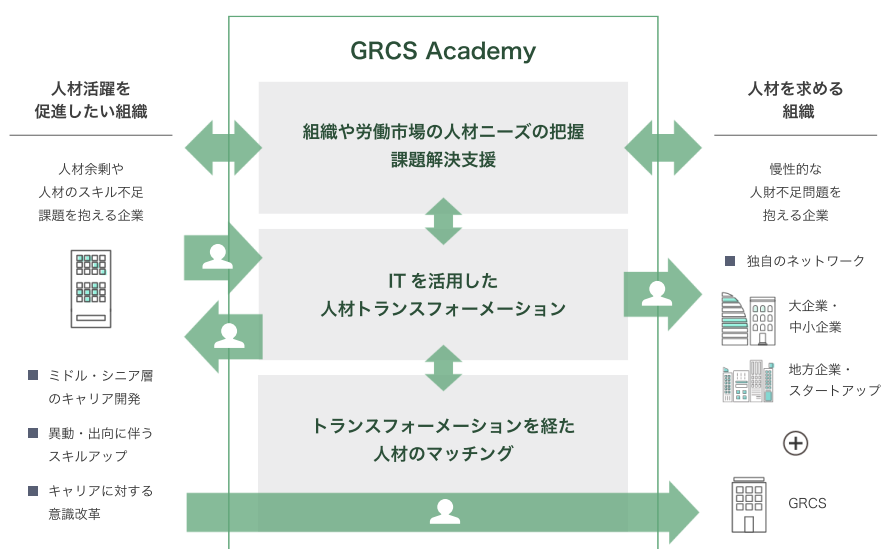 GRCS Academy
人材活躍を
促進したい組織
人材余剰や
人材のスキル不足
課題を抱える企業
ミドル・シニア層
のキャリア開発
異動・出向に伴う
スキルアップ
キャリアに対する
意識改革
組織や労働市場の人材ニーズの把握
課題解決支援
ITを活用した
人材トランスフォーメーション
トランスフォーメーションを経た
人材のマッチング
人材を求める
組織
慢性的な
人財不足問題を
抱える企業
独自のネットワーク
大企業・
中小企業
地方企業・
スタートアップ
GRCS